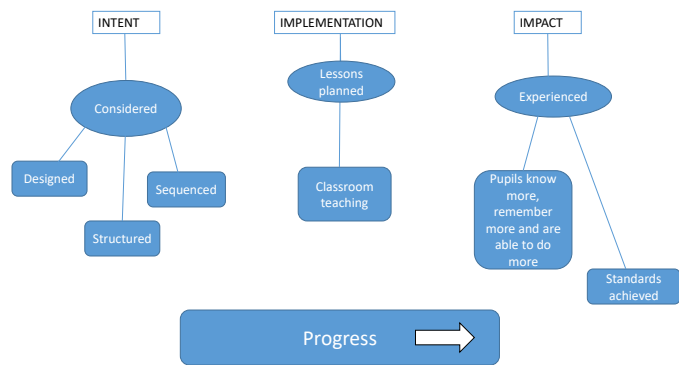 INTENT
Considered
Designed
Sequenced
Structured
IMPLEMENTATION
Lessons
planned
Classroom
teaching
IMPACT
Experienced
Pupils know
more,
remember
more and are
able to do
more
Standards
achieved
Progress